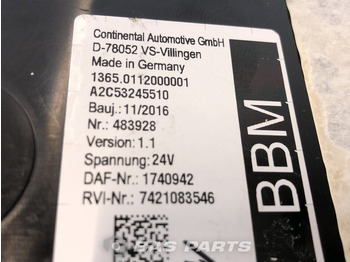 Continental Automotive GmbH
D-78052 VS-Villingen
Made in Germany
1365.0112000001
A2C53245510
Bauj.: 11/2016
Nr.: 483928
Version: 1.1
Spannung: 24V
DAF-Nr.: 1740942
RVI-Nr.: 7421083546
BBM
BAS PARTS